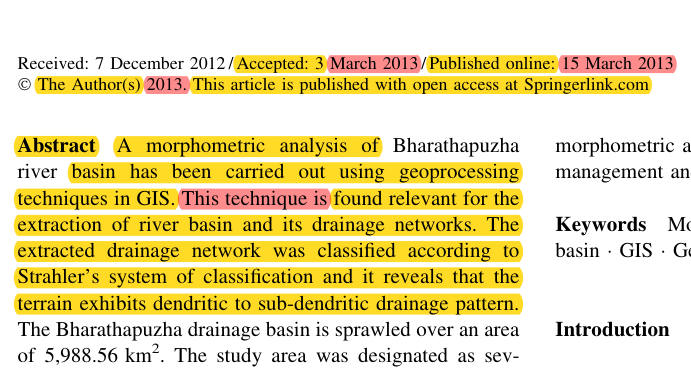 Received: 7 December 2012 / Accepted: 3 March 2013 / Published online: 15 March 2013
© The Author(s) 2013. This article is published with open access at Springerlink.com
Abstract A morphometric analysis of Bharathapuzha
river basin has been carried out using geoprocessing
techniques in GIS. This technique is found relevant for the
extraction of river basin and its drainage networks. The
extracted drainage network was classified according to
Strahler's system of classification and it reveals that the
terrain exhibits dendritic to sub-dendritic drainage pattern.
The Bharathapuzha drainage basin is sprawled over an area
of 5,988.56 km². The study area was designated as sev-
morphometric a
management an
Keywords Mo
basin · GIS · Ge
Introduction